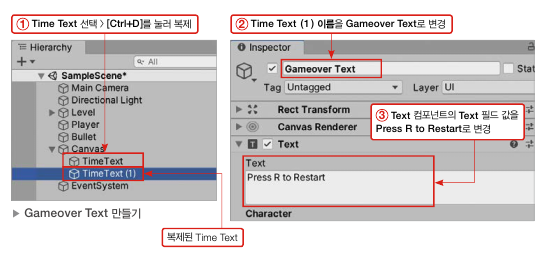 ① Time Text 선택 > [Ctrl+D]를 눌러 복제
② Time Text (1) 이름을 Gameover Text로 변경
Hierarchy
All
SampleScene*
Main Camera
Directional Light
Level
Player
Bullet
Canvas
TimeText
TimeText (1)
EventSystem
▶ Gameover Text 만들기
복제된 Time Text
Inspector
Gameover Text
Stat
Tag Untagged Layer UI
Rect Transform
Canvas Renderer
③ Text 컴포넌트의 Text 필드 값을
Press R to Restart로 변경
Text
Text
Press R to Restart
Character